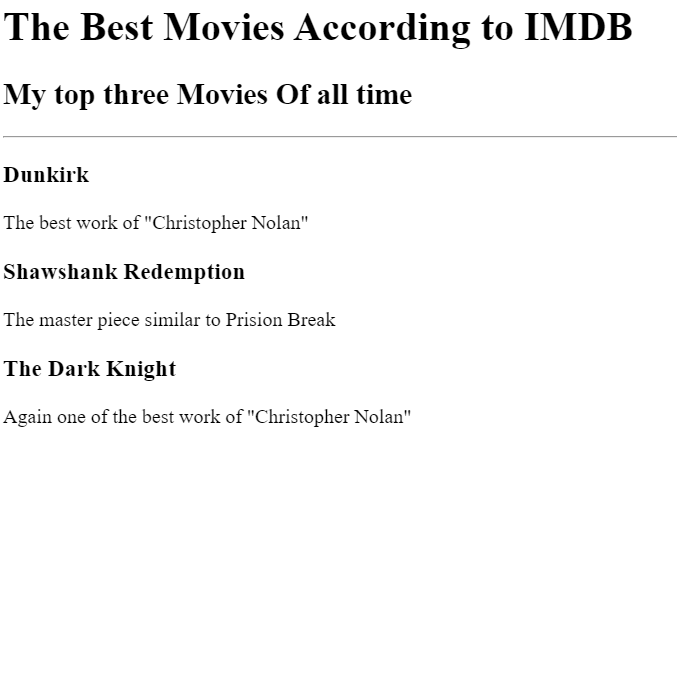 The Best Movies According to IMDB
My top three Movies Of all time
Dunkirk
The best work of "Christopher Nolan"
Shawshank Redemption
The master piece similar to Prision Break
The Dark Knight
Again one of the best work of "Christopher Nolan"